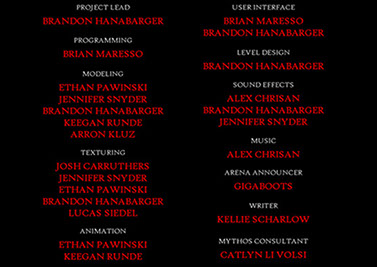 PROJECT LEAD
BRANDON HANABARGER
PROGRAMMING
BRIAN MARESSO
MODELING
ETHAN PAWINSKI
JENNIFER SNYDER
BRANDON HANABARGER
KEEGAN RUNDE
ARRON KLUZ
TEXTURING
JOSH CARRUTHERS
JENNIFER SNYDER
ETHAN PAWINSKI
BRANDON HANABARGER
LUCAS SIEDEL
ANIMATION
ETHAN PAWINSKI
KEEGAN RUNDE
USER INTERFACE
BRIAN MARESSO
BRANDON HANABARGER
LEVEL DESIGN
BRANDON HANABARGER
SOUND EFFECTS
ALEX CHRISAN
BRANDON HANABARGER
JENNIFER SNYDER
MUSIC
ALEX CHRISAN
ARENA ANNOUNCER
GIGABOOTS
WRITER
KELLIE SCHARLOW
MYTHOS CONSULTANT
CATLYN LI VOLSI